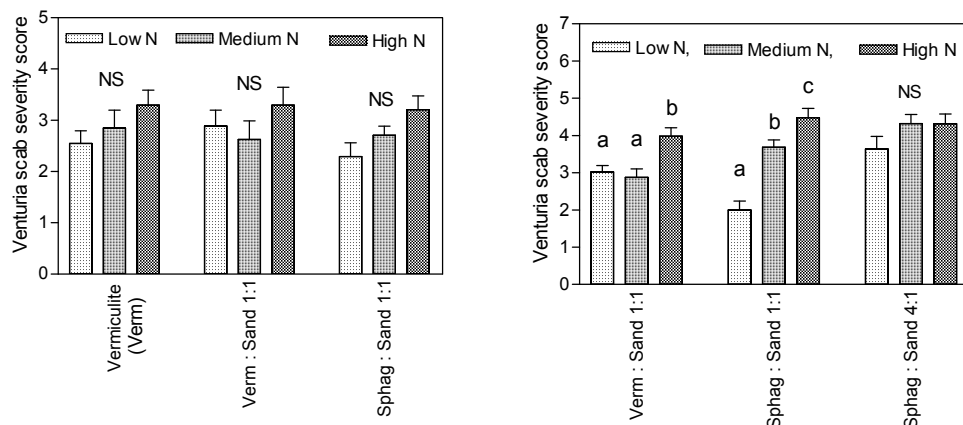 Venturia scab severity score
5
4
3
2
1
0
Low N
Medium N
High N
NS
NS
NS
Vermiculite
(Verm)
Verm : Sand 1:1
Sphag : Sand 1:1
Venturia scab severity score
7
6
5
4
3
2
1
0
Low N,
Medium N,
High N
a
a
b
a
b
c
NS
Verm : Sand 1:1
Sphag : Sand 1:1
Sphag : Sand 4:1